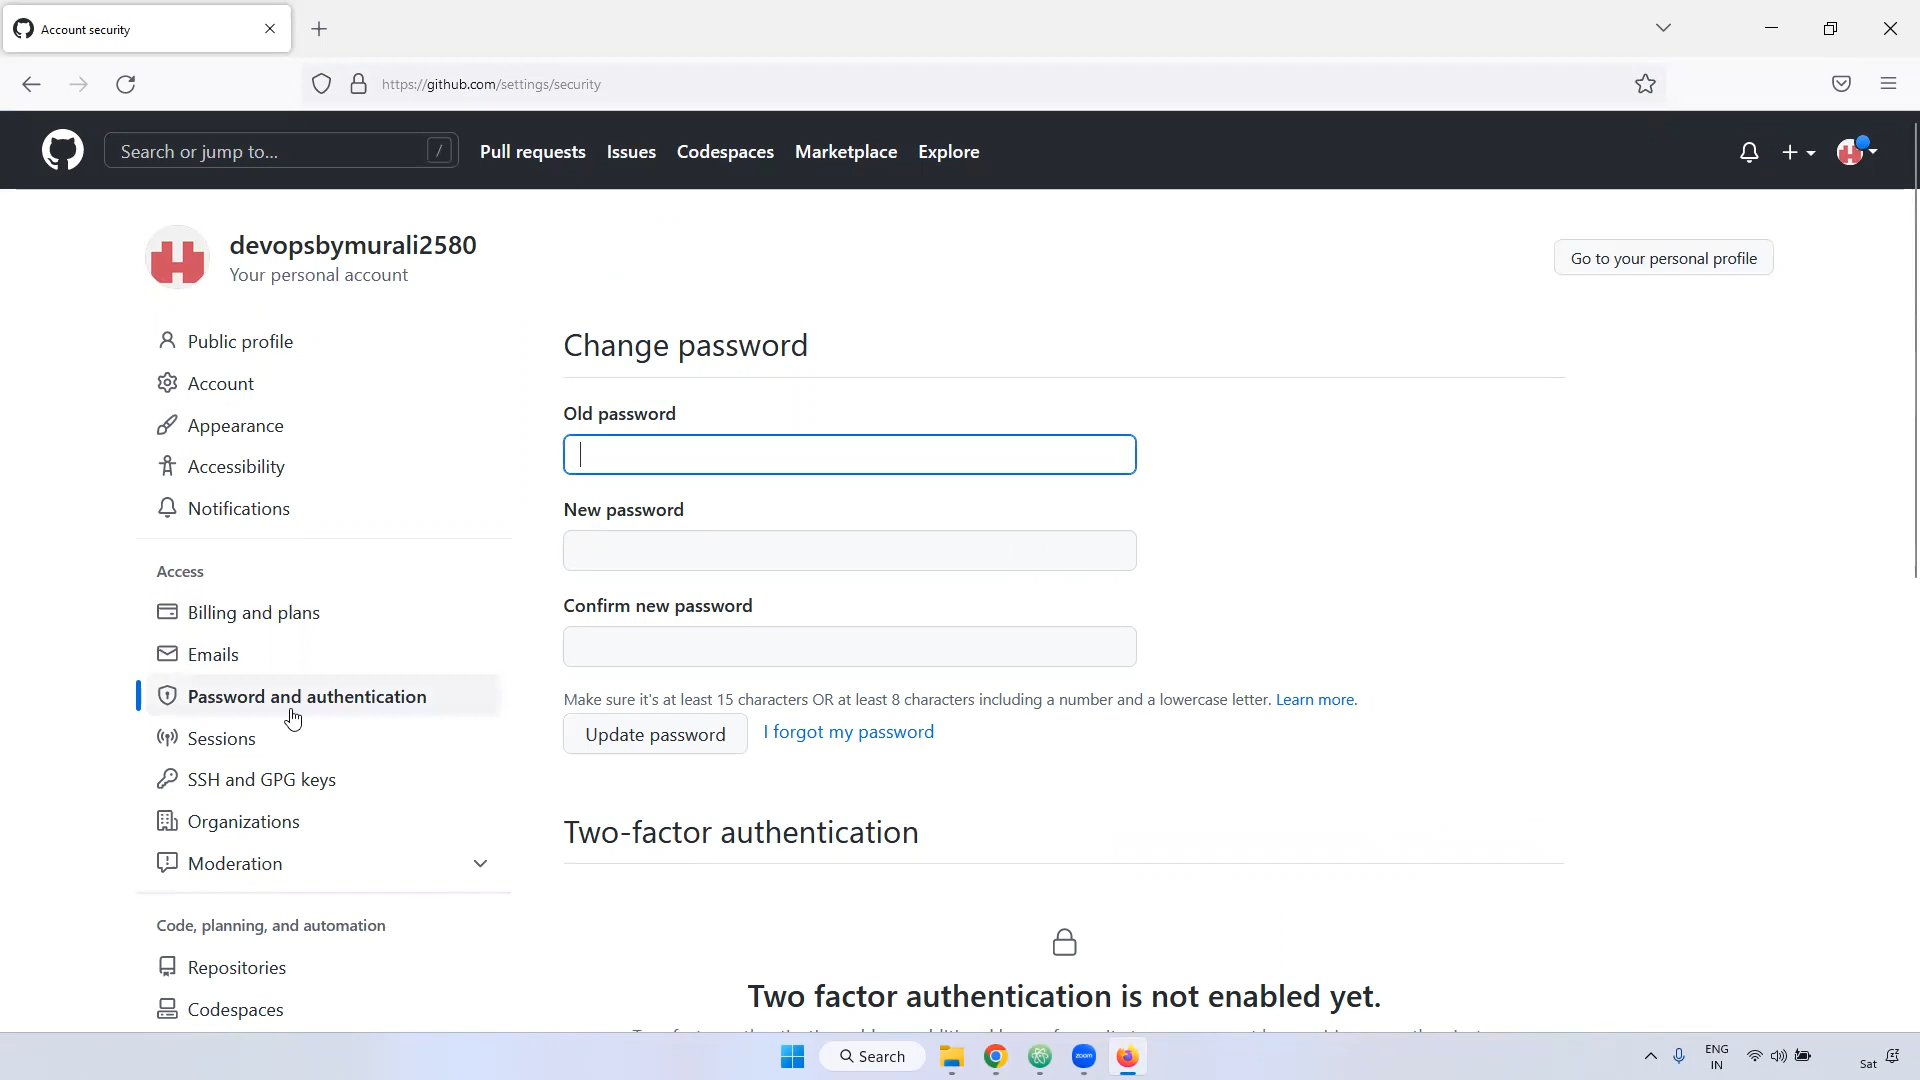 Account security
https://github.com/settings/security
Search or jump to... /
Pull requests Issues Codespaces Marketplace Explore
devopsbymurali2580
Your personal account
Go to your personal profile
Public profile
Account
Appearance
Accessibility
Notifications
Access
Billing and plans
Emails
Password and authentication
Sessions
SSH and GPG keys
Organizations
Moderation
Code, planning, and automation
Repositories
Codespaces
Change password
Old password
New password
Confirm new password
Make sure it's at least 15 characters OR at least 8 characters including a number and a lowercase letter. Learn more.
Update password I forgot my password
Two-factor authentication
Two factor authentication is not enabled yet.
Search
zoom
ENG
IN
Sat